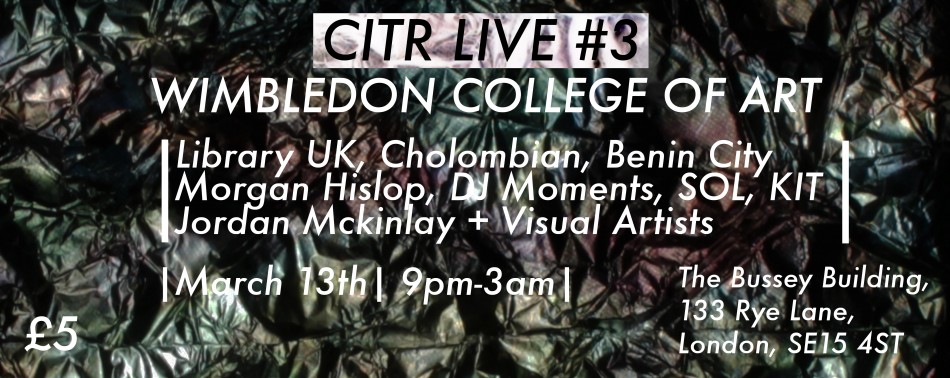 CITR LIVE #3
WIMBLEDON COLLEGE OF ART
|Library UK, Cholombian, Benin City|
Morgan Hislop, DJ Moments, SOL, KIT
Jordan Mckinlay + Visual Artists
|March 13th| 9pm-3am|
The Bussey Building,
133 Rye Lane,
London, SE15 4ST
£5